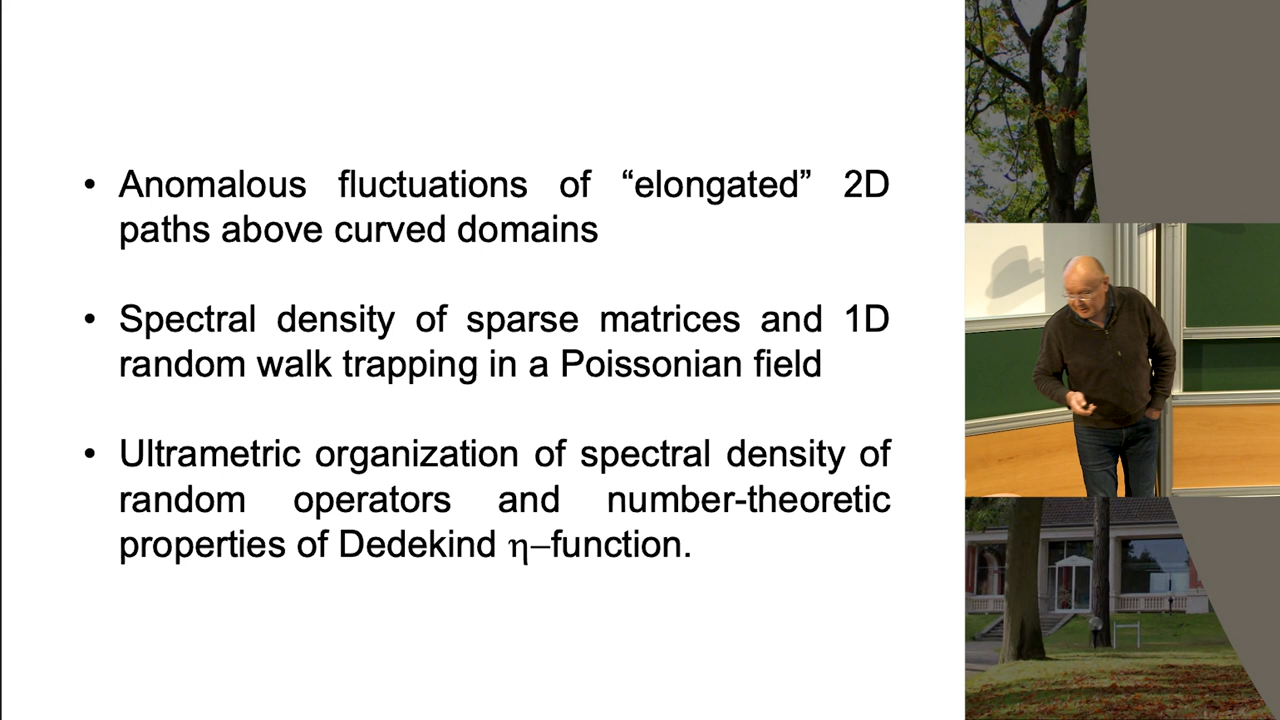 • Anomalous fluctuations of “elongated” 2D
paths above curved domains
• Spectral density of sparse matrices and 1D
random walk trapping in a Poissonian field
• Ultrametric organization of spectral density of
random operators and number-theoretic
properties of Dedekind η–function.